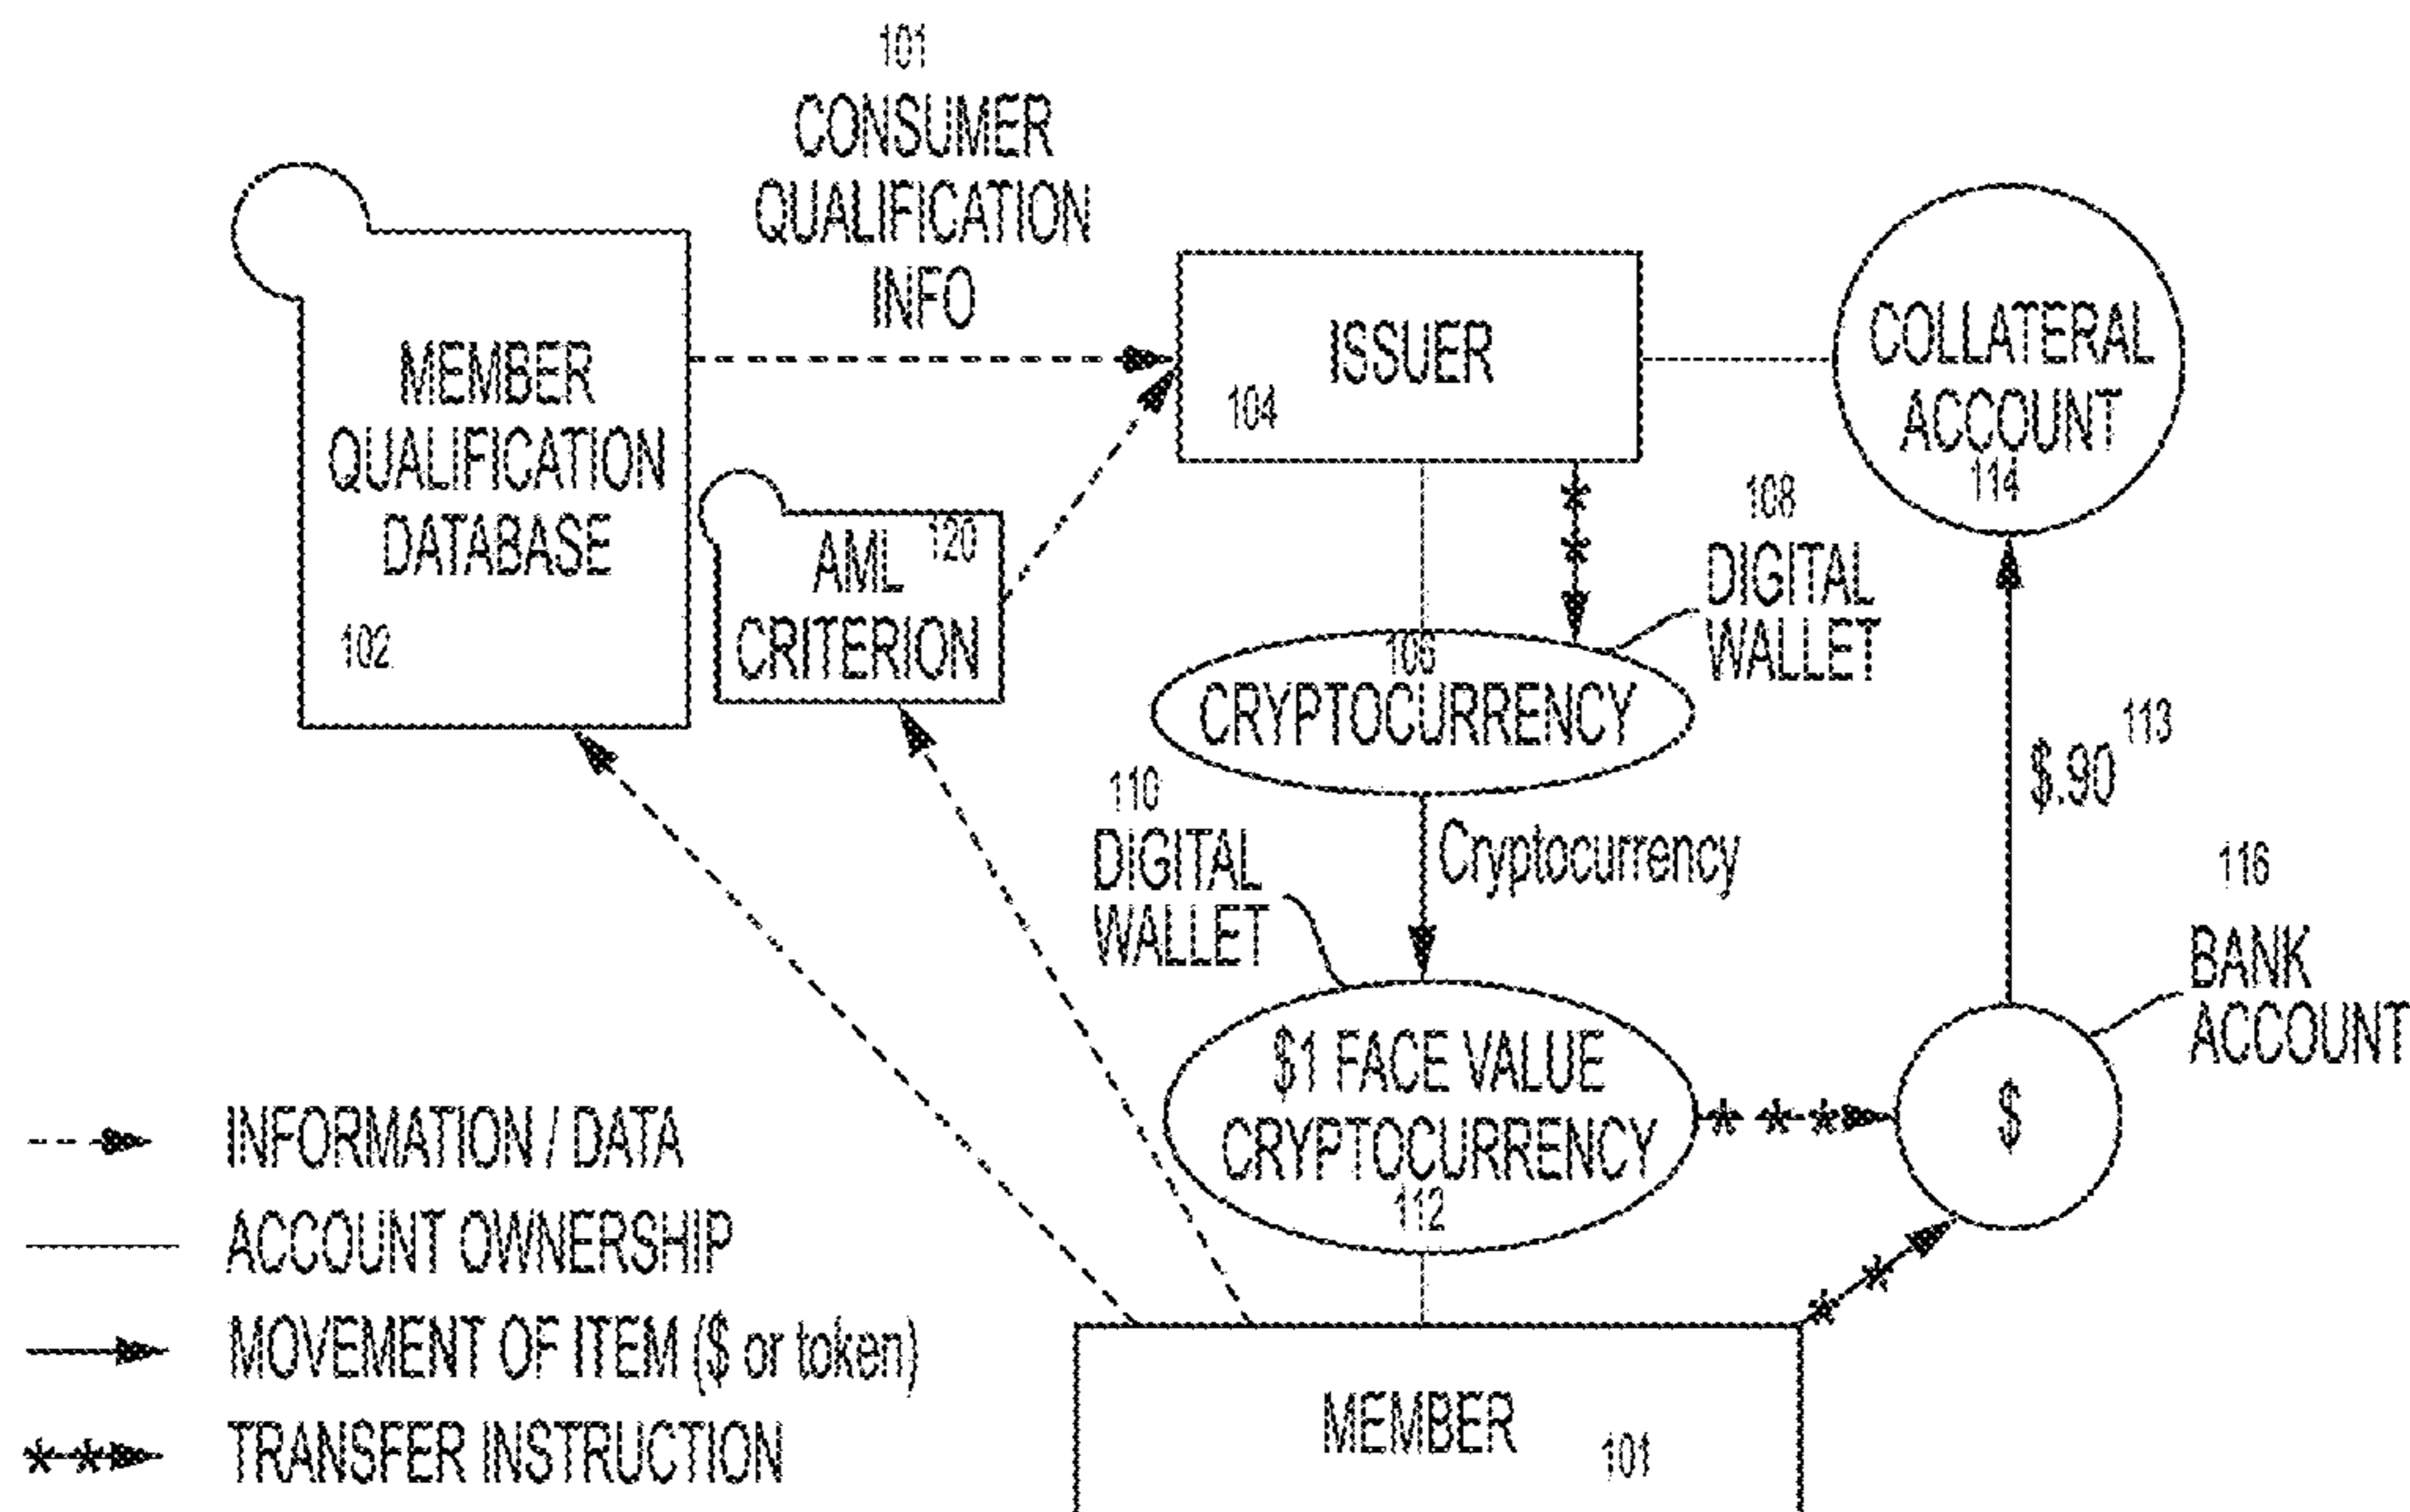 101
CONSUMER
QUALIFICATION
INFO
MEMBER
QUALIFICATION
DATABASE
102
AML 120
CRITERION
ISSUER
104
COLLATERAL
ACCOUNT
114
108
DIGITAL
WALLET
106
CRYPTOCURRENCY
110
DIGITAL
WALLET
Cryptocurrency
$.90 113
116
BANK
ACCOUNT
$1 FACE VALUE
CRYPTOCURRENCY
112
$
INFORMATION / DATA
ACCOUNT OWNERSHIP
MOVEMENT OF ITEM ($ or token)
TRANSFER INSTRUCTION
MEMBER 101